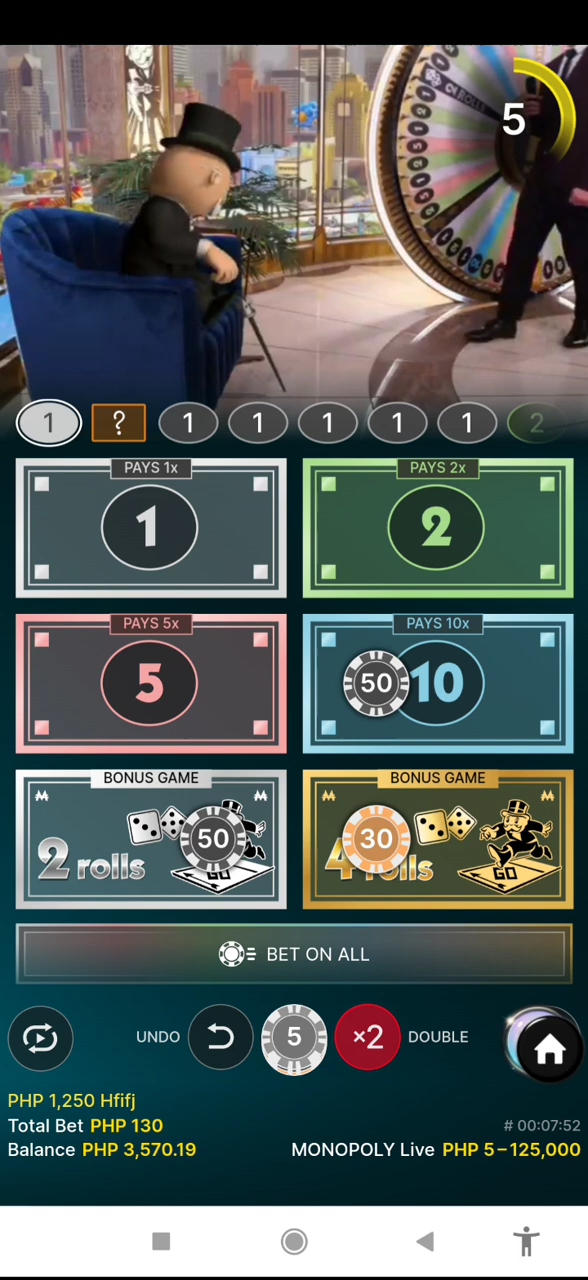 5
1 ? 1 1 1 1 1 2
PAYS 1x
1
PAYS 2x
2
PAYS 5x
5
PAYS 10x
50 10
BONUS GAME
2 rolls 50
GO
BONUS GAME
4 rolls 30
GO
BET ON ALL
UNDO 5 ×2 DOUBLE
PHP 1,250 Hfifj
Total Bet PHP 130
# 00:07:52
Balance PHP 3,570.19
MONOPOLY Live PHP 5–125,000